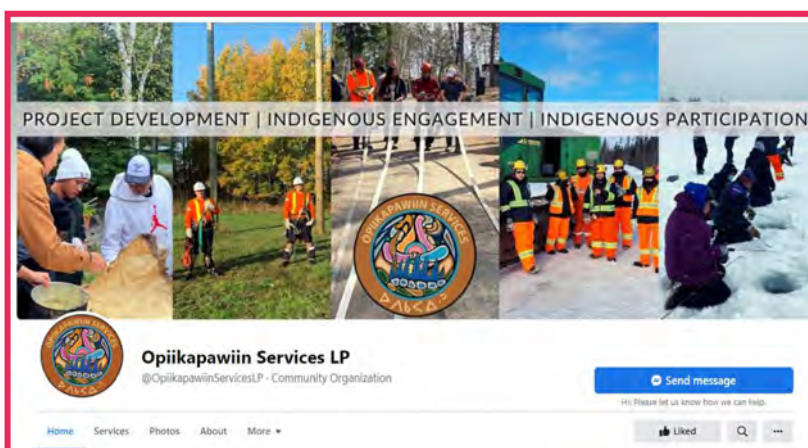 PROJECT DEVELOPMENT | INDIGENOUS ENGAGEMENT | INDIGENOUS PARTICIPATION
OPIIKAPAWIIN SERVICES
Opiikapawiin Services LP
@OpiikapawiinServicesLP · Community Organization
Send message
Hi! Please let us know how we can help.
Home Services Photos About More
Liked